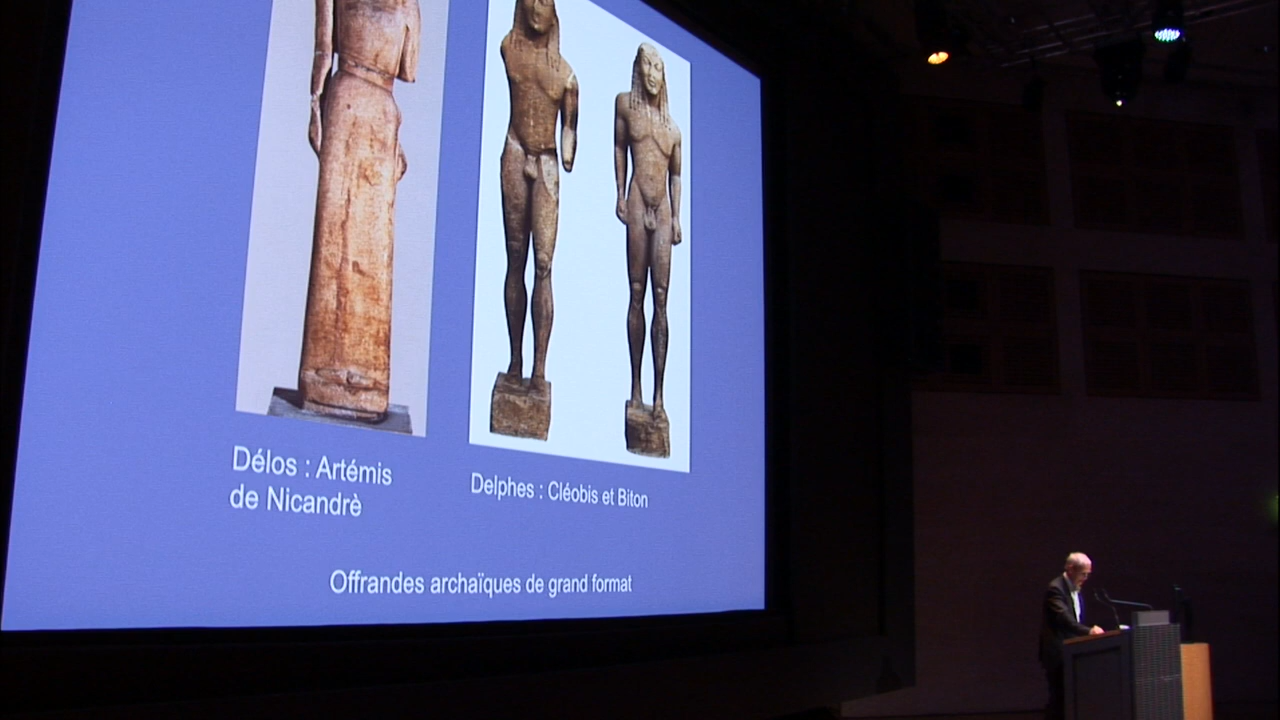 Délos : Artémis
de Nicandrè
Delphes : Cléobis et Biton
Offrandes archaïques de grand format